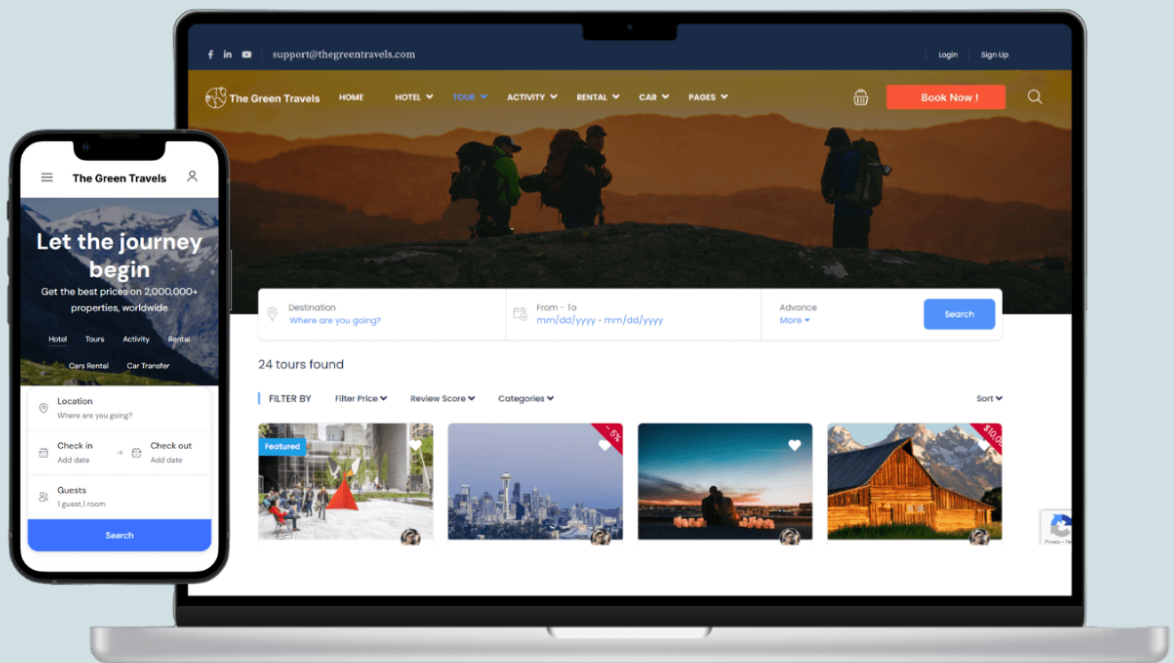 support@thegreentravels.com
Login
Sign Up
The Green Travels
HOME
HOTEL
TOUR
ACTIVITY
RENTAL
CAR
PAGES
Book Now !
Destination
Where are you going?
From - To
mm/dd/yyyy - mm/dd/yyyy
Advance
More
Search
24 tours found
FILTER BY
Filter Price
Review Score
Categories
Sort
Featured
- 5%
The Green Travels
Let the journey
begin
Get the best prices on 2,000,000+
properties, worldwide
Hotel
Tours
Activity
Rental
Cars Rental
Car Transfer
Location
Where are you going?
Check in
Add date
Check out
Add date
Guests
1 guest,1 room
Search